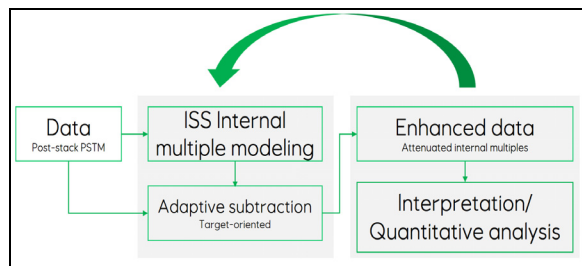 Data
Post-stack PSTM
ISS Internal
multiple modeling
Adaptive subtraction
Target-oriented
Enhanced data
Attenuated internal multiples
Interpretation/
Quantitative analysis